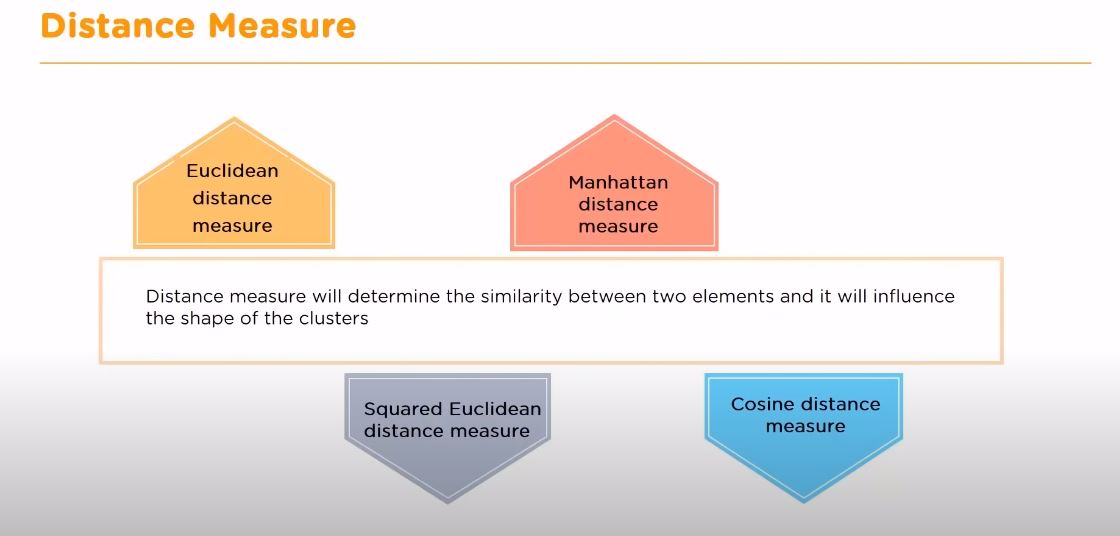 Distance Measure
Euclidean
distance
measure
Manhattan
distance
measure
Distance measure will determine the similarity between two elements and it will influence
the shape of the clusters
Squared Euclidean
distance measure
Cosine distance
measure